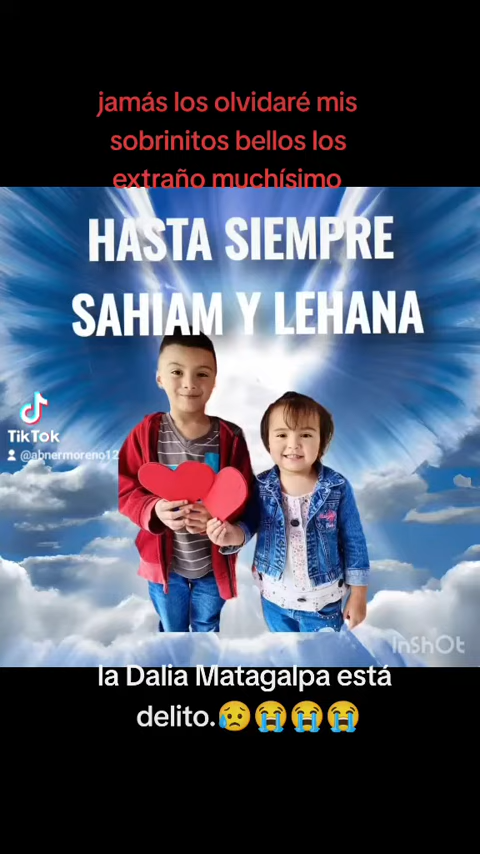 jamás los olvidaré mis
sobrinitos bellos los
extraño muchísimo
HASTA SIEMPRE
SAHIAM Y LEHANA
TikTok
@abnermoreno12
InShOt
la Dalia Matagalpa está
delito.😥😭😭😭